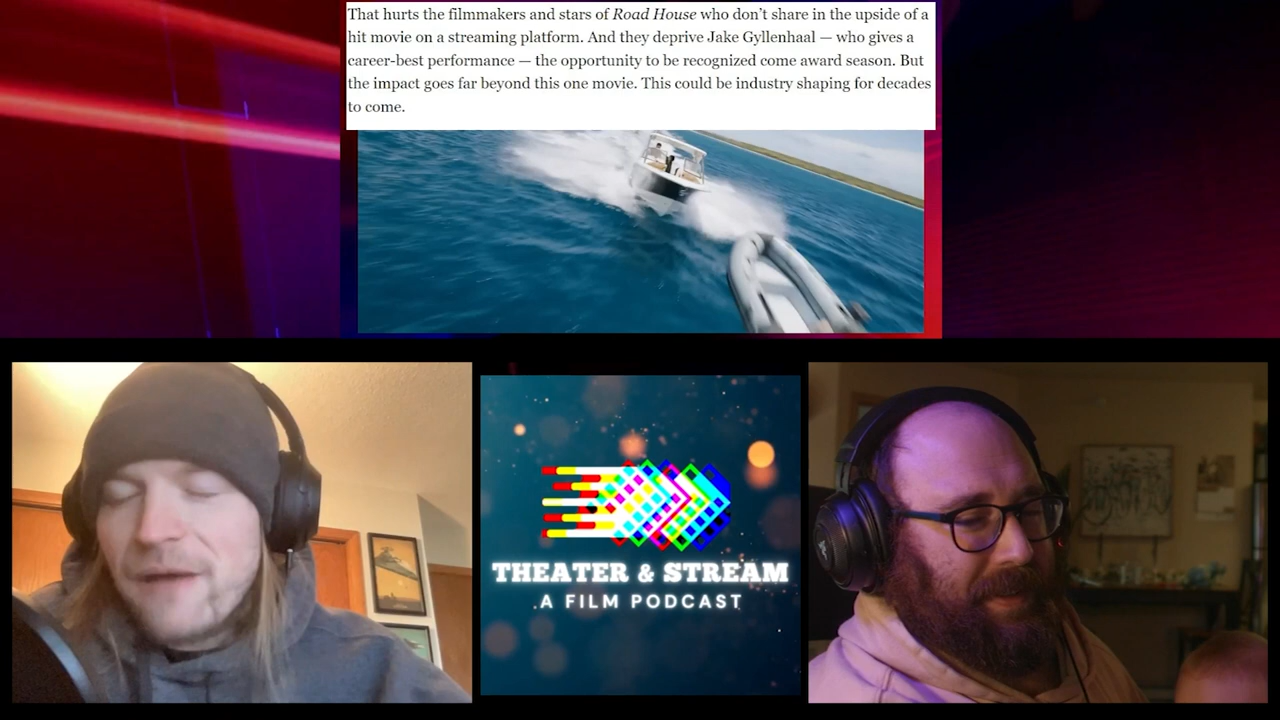 That hurts the filmmakers and stars of Road House who don’t share in the upside of a
hit movie on a streaming platform. And they deprive Jake Gyllenhaal — who gives a
career-best performance — the opportunity to be recognized come award season. But
the impact goes far beyond this one movie. This could be industry shaping for decades
to come.
THEATER & STREAM
A FILM PODCAST